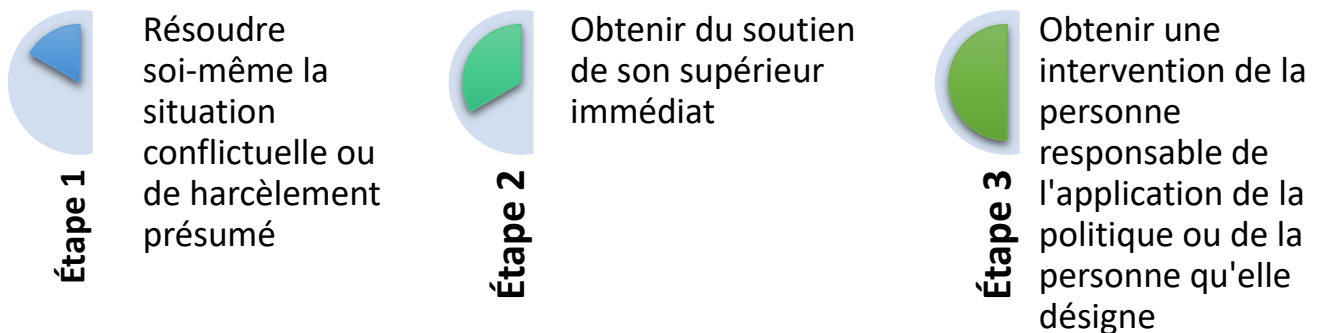 Étape 1
Résoudre
soi-même la
situation
conflictuelle ou
de harcèlement
présumé
Étape 2
Obtenir du soutien
de son supérieur
immédiat
Étape 3
Obtenir une
intervention de la
personne
responsable de
l'application de la
politique ou de la
personne qu'elle
désigne